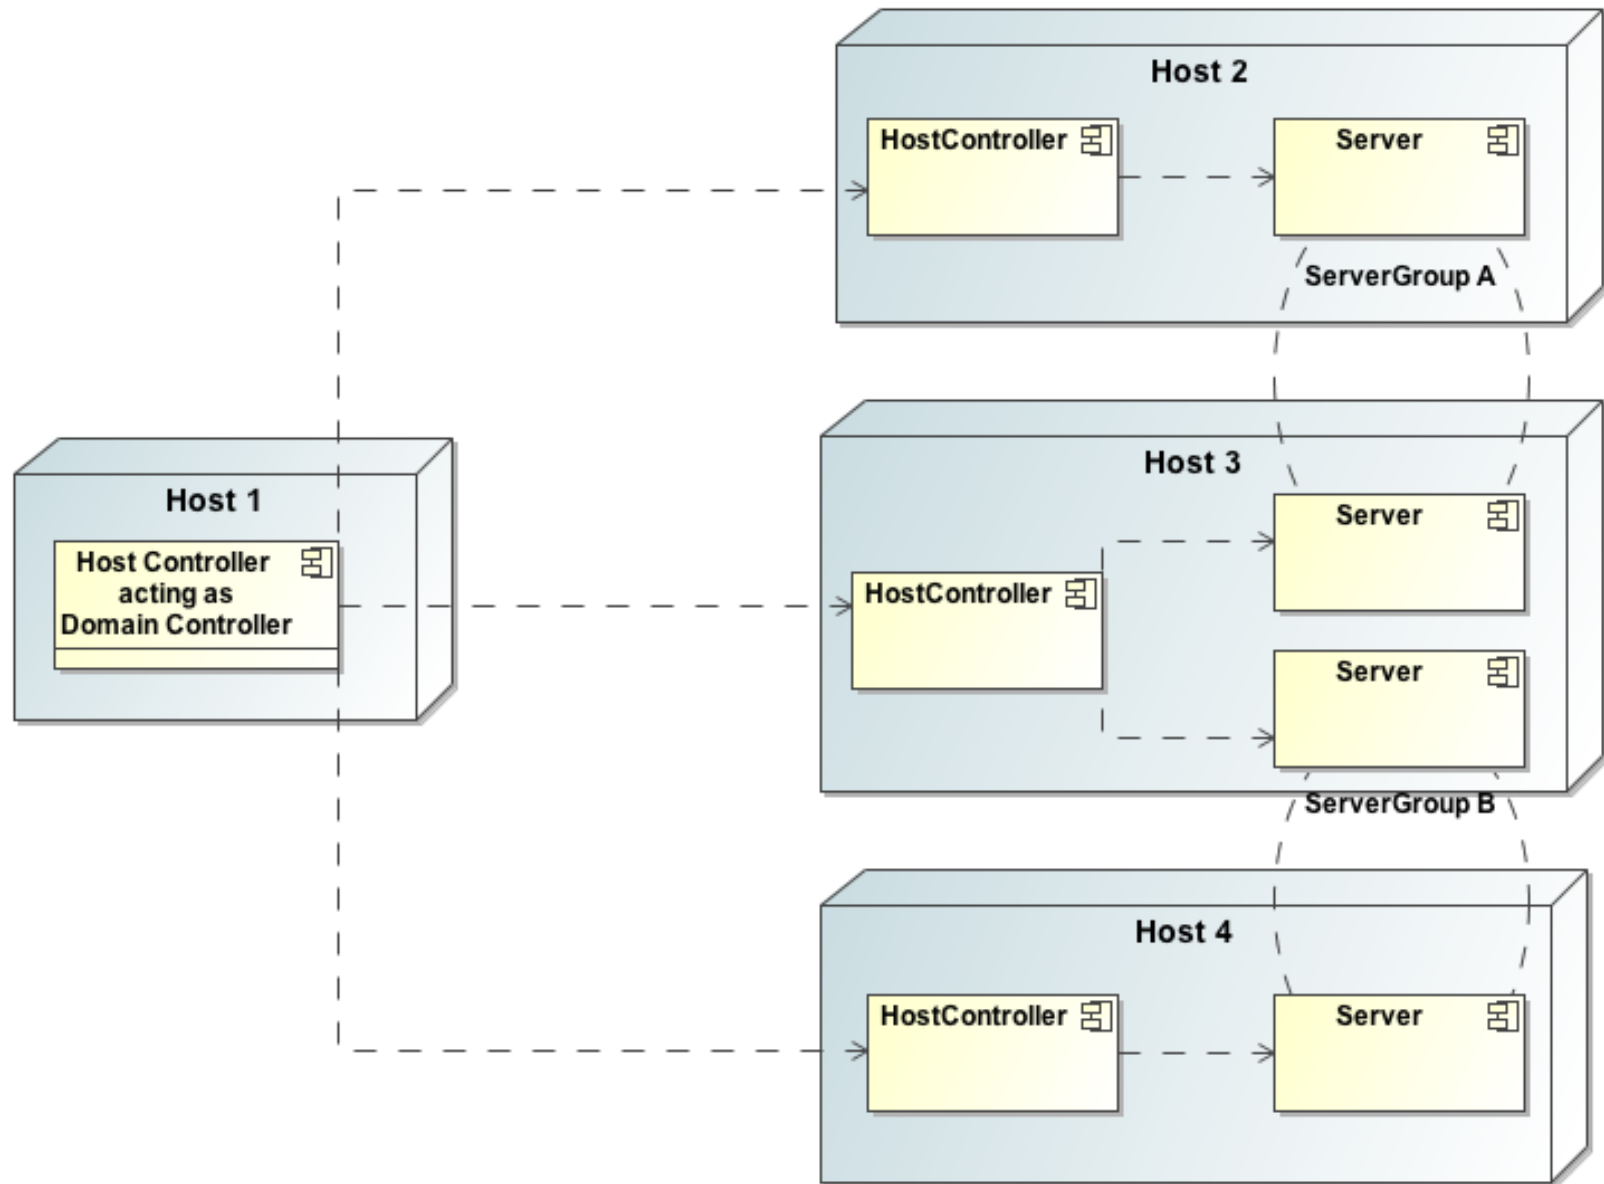 Host 2
HostController
Server
ServerGroup A
Host 1
Host Controller
acting as
Domain Controller
Host 3
Server
HostController
Server
ServerGroup B
Host 4
HostController
Server